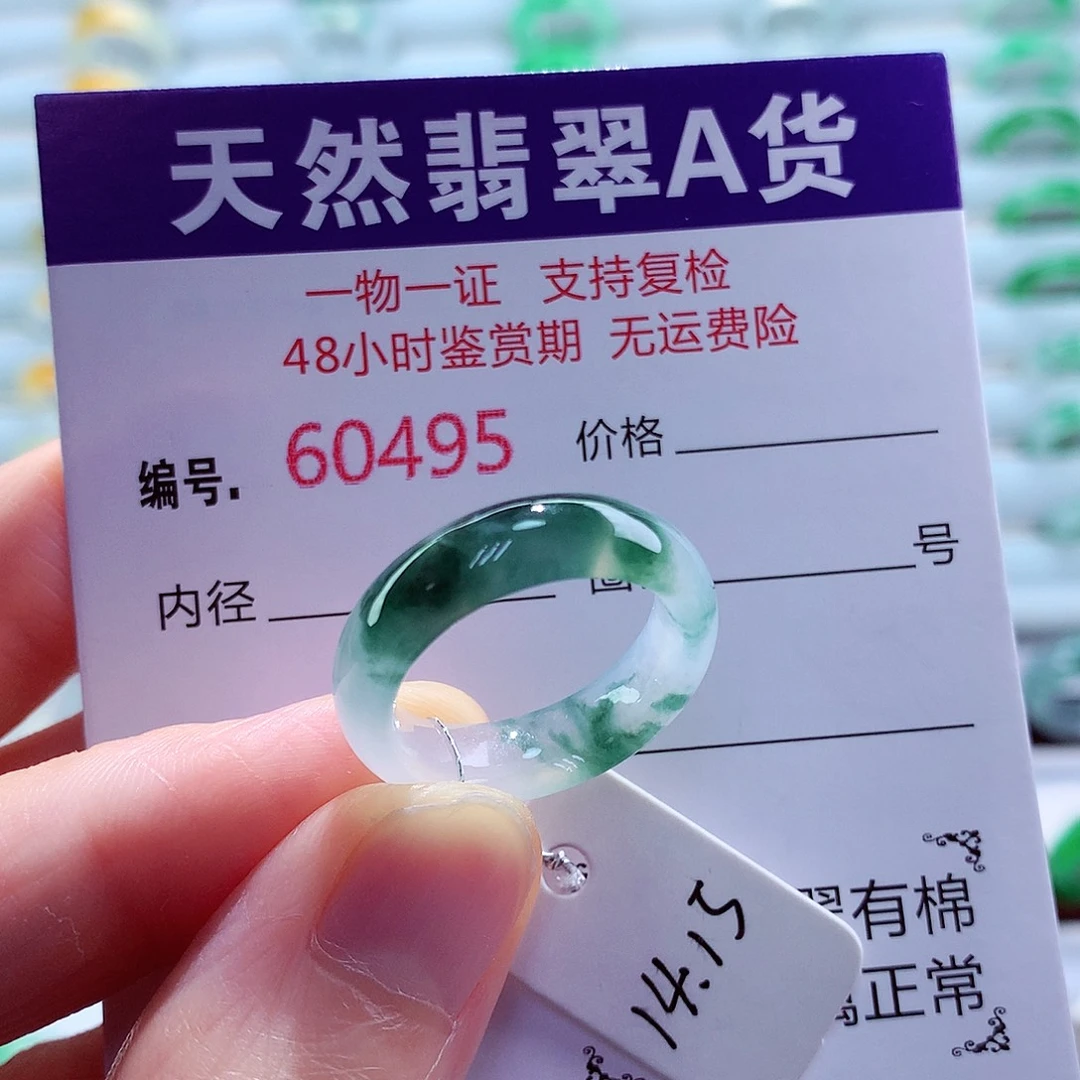 天然翡翠A货
一物一证 支持复检
48小时鉴赏期 无运费险
编号. 60495 价格
号
内径
14.15
有棉
正常